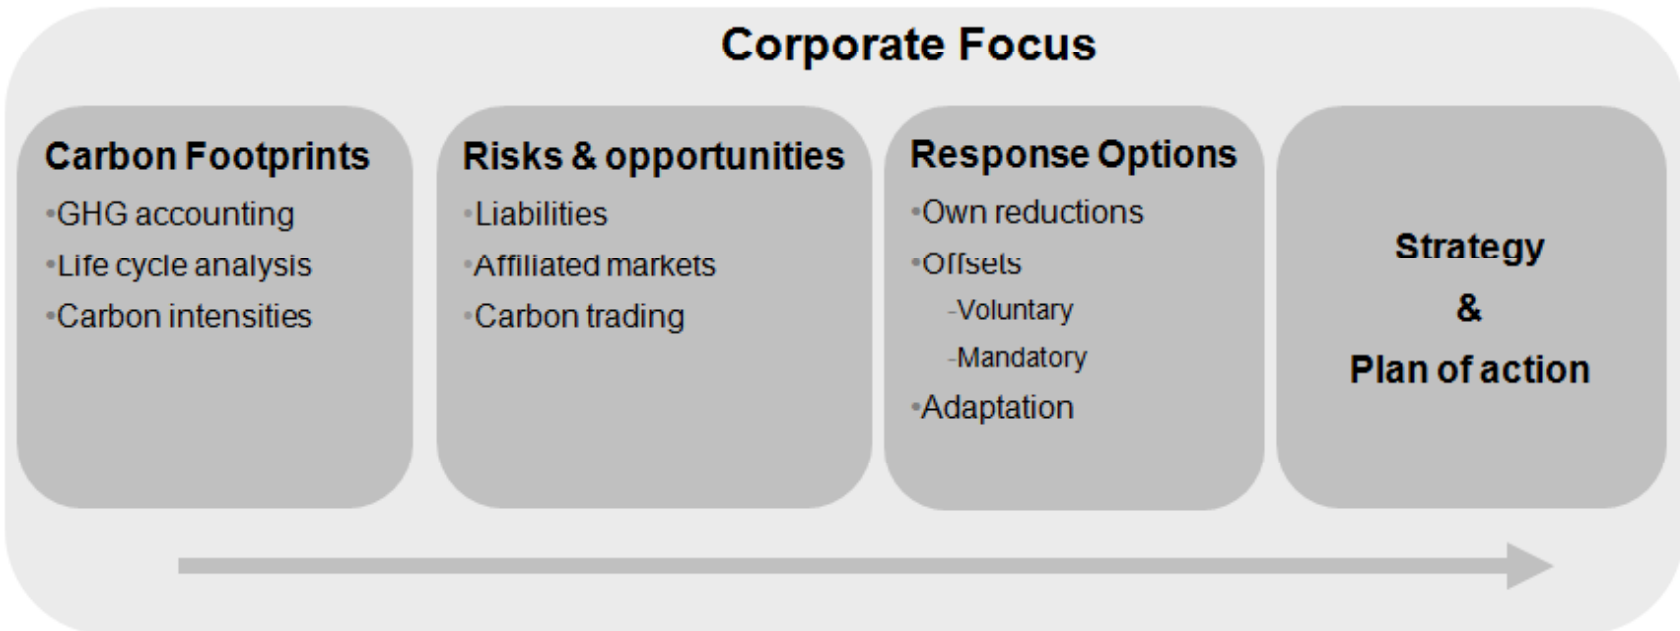 Corporate Focus
Carbon Footprints
•GHG accounting
•Life cycle analysis
•Carbon intensities
Risks & opportunities
•Liabilities
•Affiliated markets
•Carbon trading
Response Options
•Own reductions
•Offsets
-Voluntary
-Mandatory
•Adaptation
Strategy
&
Plan of action